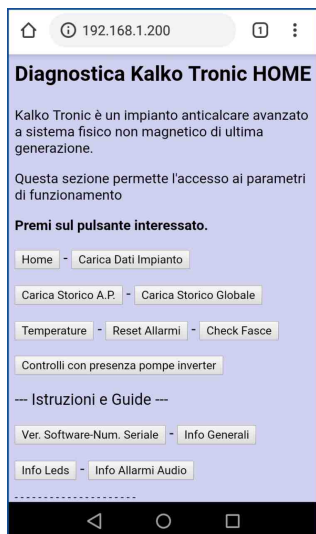 192.168.1.200
1
Diagnostica Kalko Tronic HOME
Kalko Tronic è un impianto anticalcare avanzato
a sistema fisico non magnetico di ultima
generazione.
Questa sezione permette l'accesso ai parametri
di funzionamento
Premi sul pulsante interessato.
Home - Carica Dati Impianto
Carica Storico A.P. - Carica Storico Globale
Temperature - Reset Allarmi - Check Fasce
Controlli con presenza pompe inverter
--- Istruzioni e Guide ---
Ver. Software-Num. Seriale - Info Generali
Info Leds - Info Allarmi Audio
---------------------